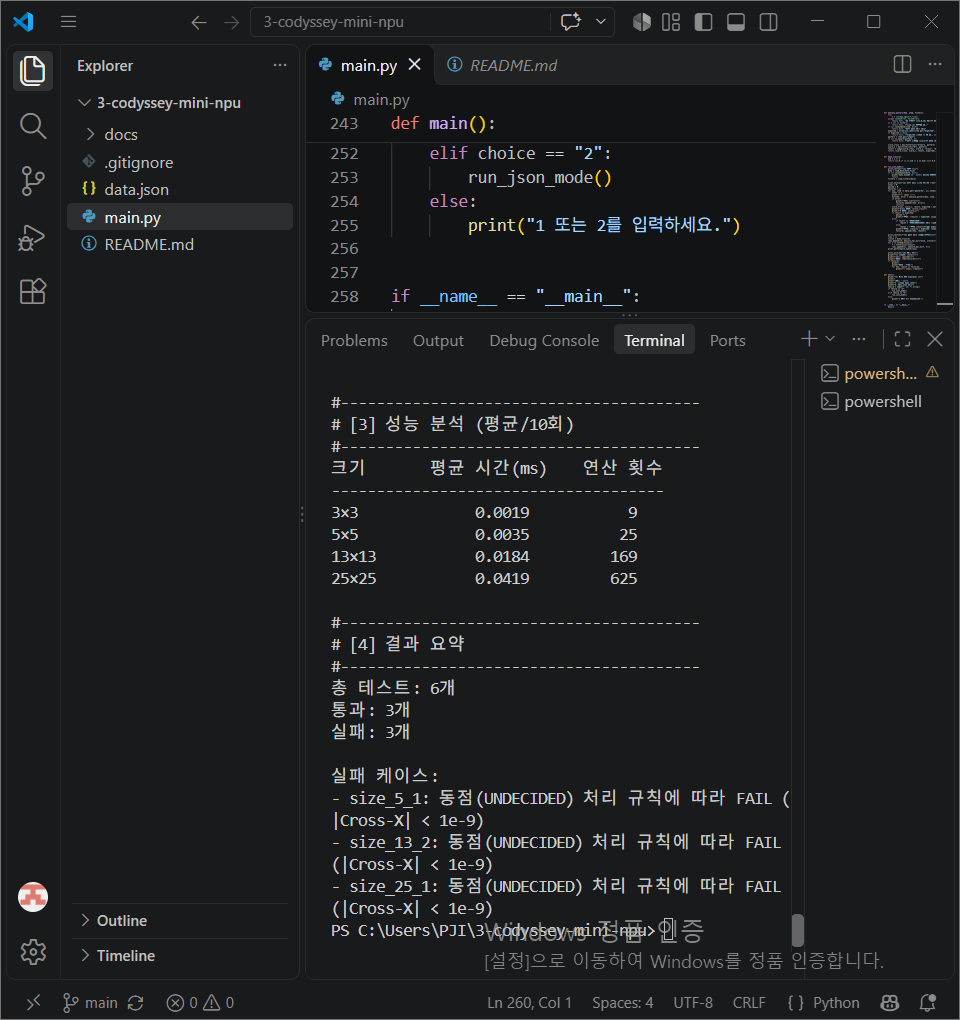 3-codyssey-mini-npu
Explorer
3-codyssey-mini-npu
docs
.gitignore
data.json
main.py
README.md
Outline
Timeline
main.py
README.md
main.py
243 def main():
252 elif choice == "2":
253 run_json_mode()
254 else:
255 print("1 또는 2를 입력하세요.")
256
257
258 if __name__ == "__main__":
Problems Output Debug Console Terminal Ports
powersh...
powershell
#----------------------------------------
# [3] 성능 분석 (평균/10회)
#----------------------------------------
크기 평균 시간(ms) 연산 횟수
-------------------------------------
3×3 0.0019 9
5×5 0.0035 25
13×13 0.0184 169
25×25 0.0419 625
#----------------------------------------
# [4] 결과 요약
#----------------------------------------
총 테스트: 6개
통과: 3개
실패: 3개
실패 케이스:
- size_5_1: 동점(UNDECIDED) 처리 규칙에 따라 FAIL (
|Cross-X| < 1e-9)
- size_13_2: 동점(UNDECIDED) 처리 규칙에 따라 FAIL
(|Cross-X| < 1e-9)
- size_25_1: 동점(UNDECIDED) 처리 규칙에 따라 FAIL
(|Cross-X| < 1e-9)
PS C:\Users\PJI\3-codyssey-mini-npu>
Windows 정품 인증
[설정]으로 이동하여 Windows를 정품 인증합니다.
main 0 0 Ln 260, Col 1 Spaces: 4 UTF-8 CRLF { } Python